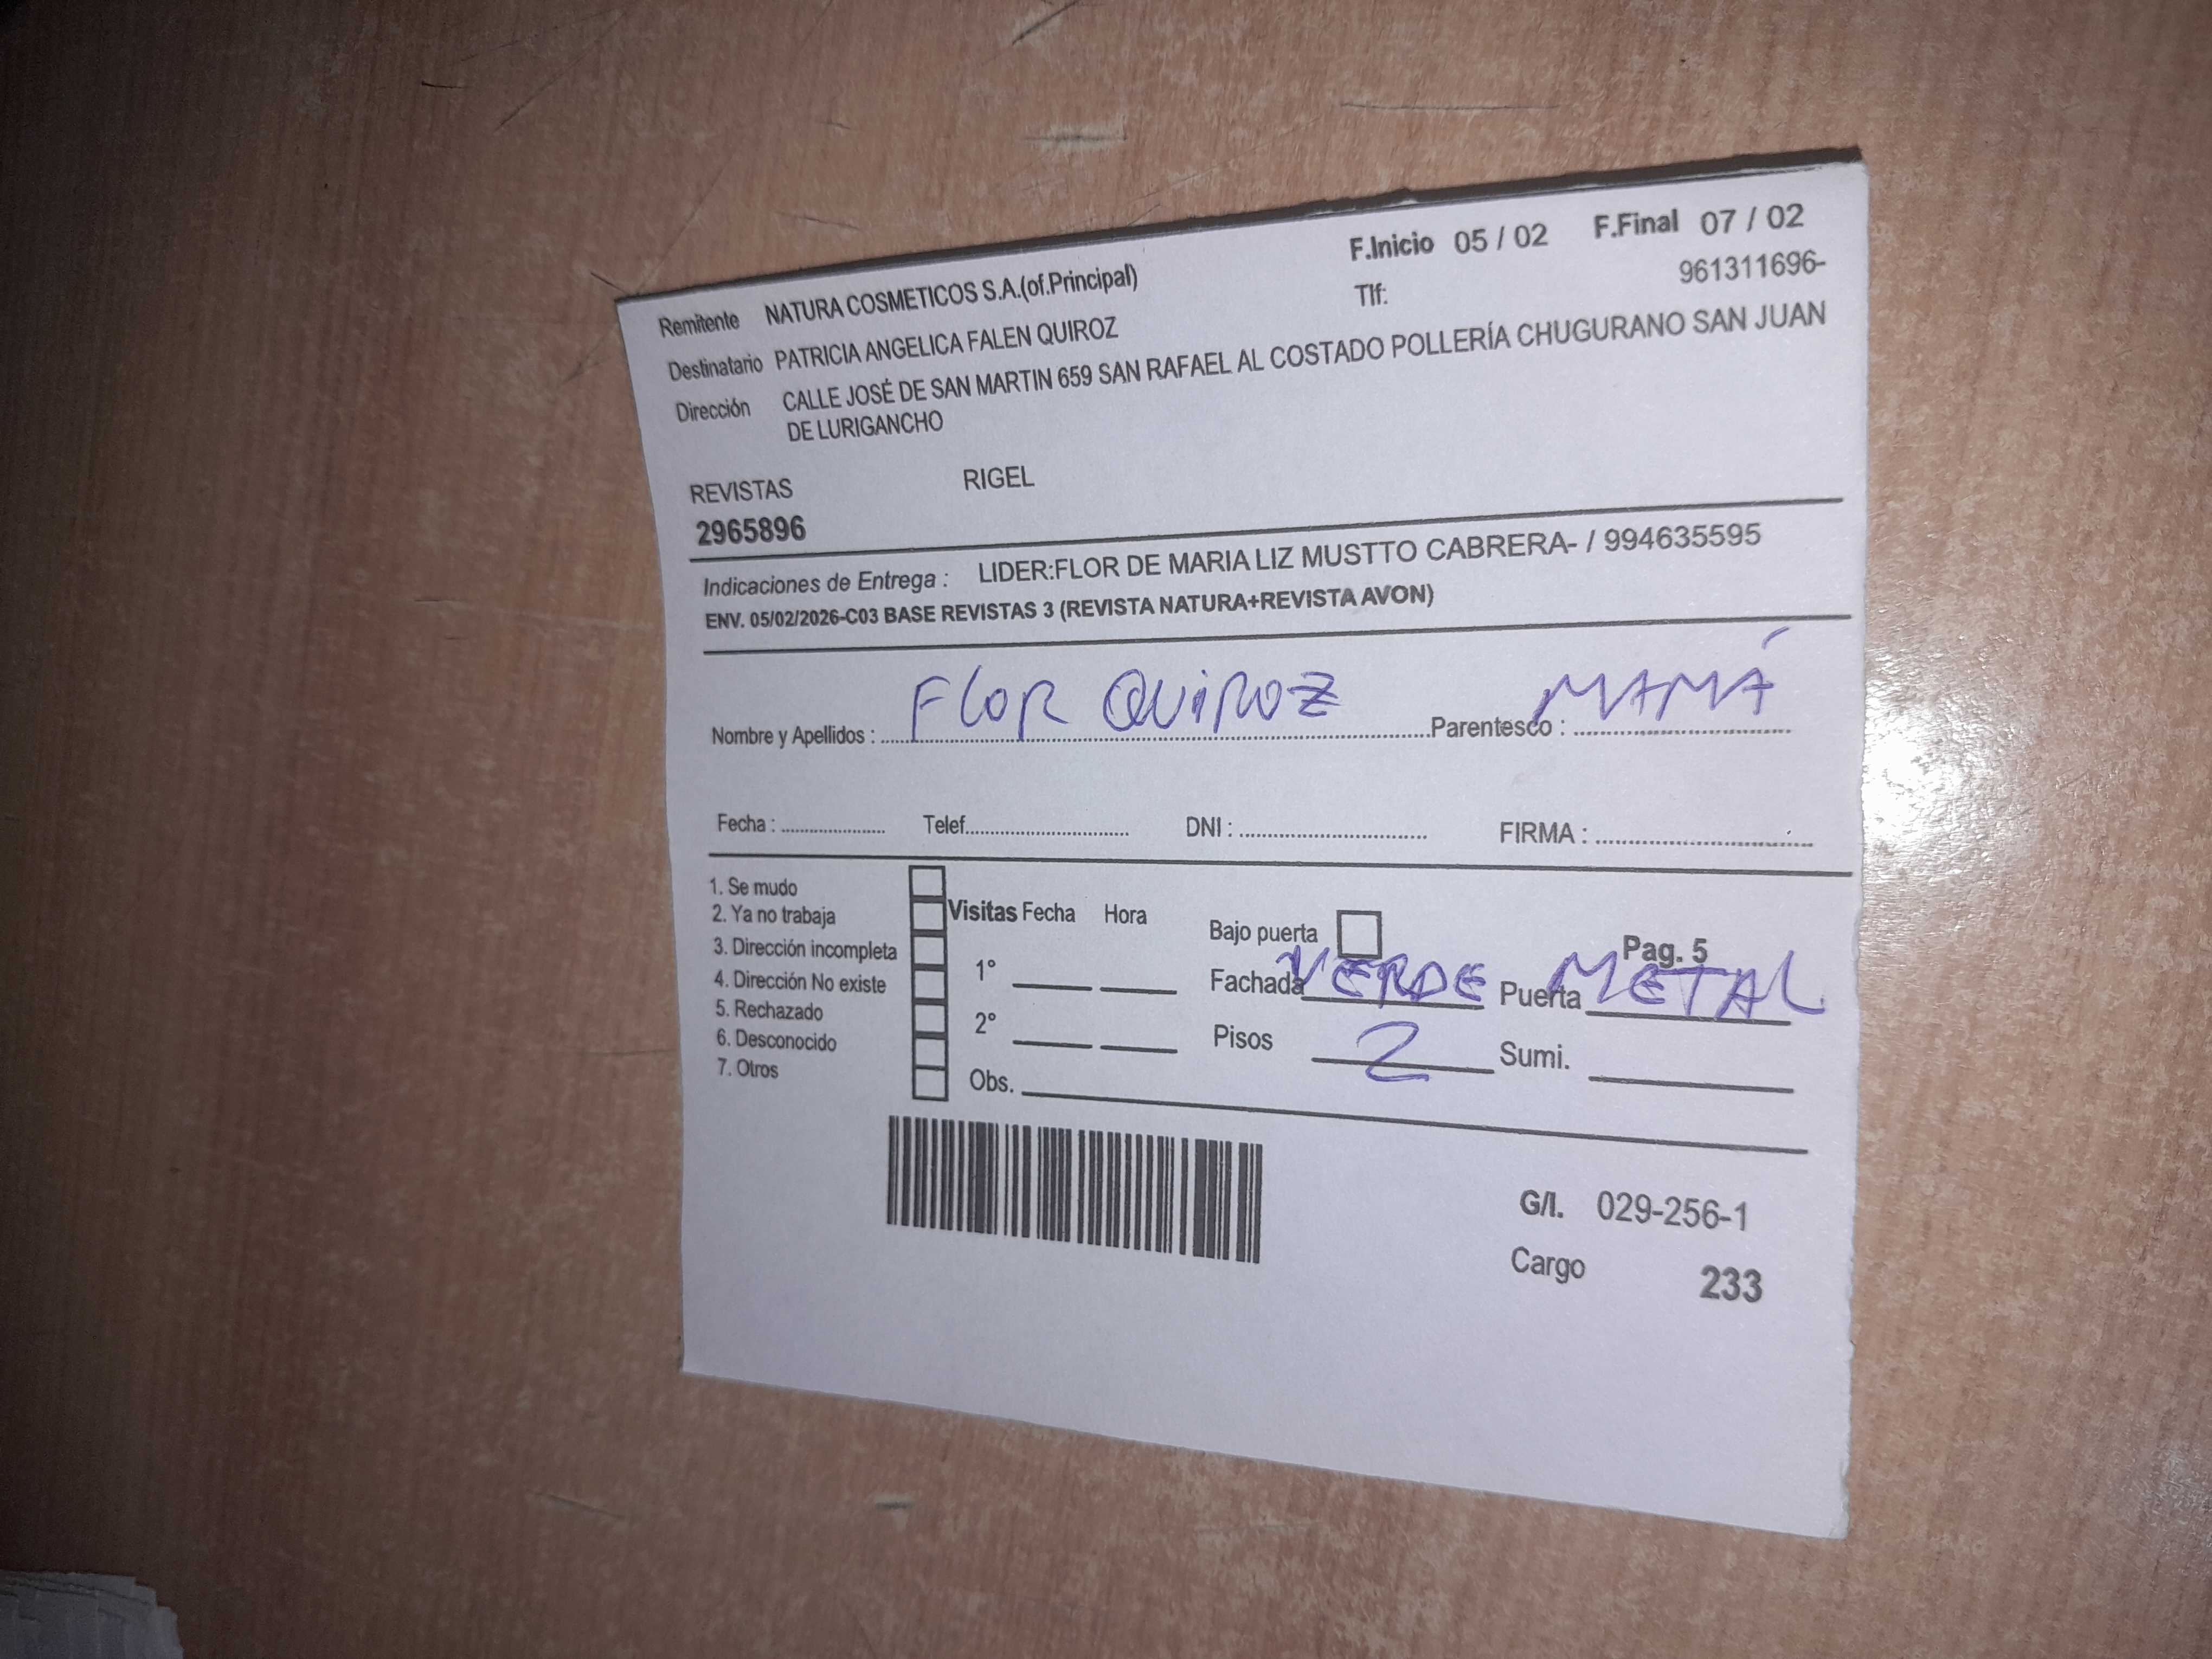 F.Inicio 05 / 02 F.Final 07 / 02
Remitente NATURA COSMETICOS S.A.(of.Principal) Tlf: 961311696-
Destinatario PATRICIA ANGELICA FALEN QUIROZ
Dirección CALLE JOSÉ DE SAN MARTIN 659 SAN RAFAEL AL COSTADO POLLERÍA CHUGURANO SAN JUAN
DE LURIGANCHO
REVISTAS RIGEL
2965896
Indicaciones de Entrega : LIDER:FLOR DE MARIA LIZ MUSTTO CABRERA- / 994635595
ENV. 05/02/2026-C03 BASE REVISTAS 3 (REVISTA NATURA+REVISTA AVON)
Nombre y Apellidos : FLOR QUIROZ Parentesco : MAMÁ
Fecha : Telef. DNI : FIRMA :
1. Se mudo
2. Ya no trabaja
3. Dirección incompleta
4. Dirección No existe
5. Rechazado
6. Desconocido
7. Otros
Visitas Fecha Hora
1°
2°
Obs.
Bajo puerta Pag. 5
Fachada VERDE Puerta METAL
Pisos 2 Sumi.
G/I. 029-256-1
Cargo 233